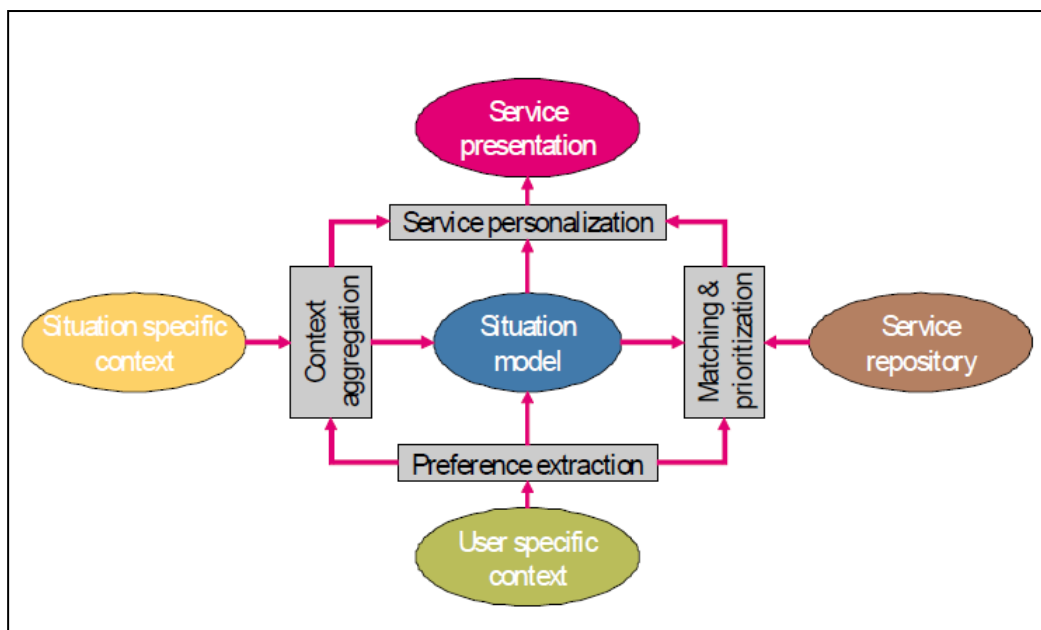 Service
presentation
Service personalization
Situation specific
context
Context
aggregation
Situation
model
Matching &
prioritization
Service
repository
Preference extraction
User specific
context